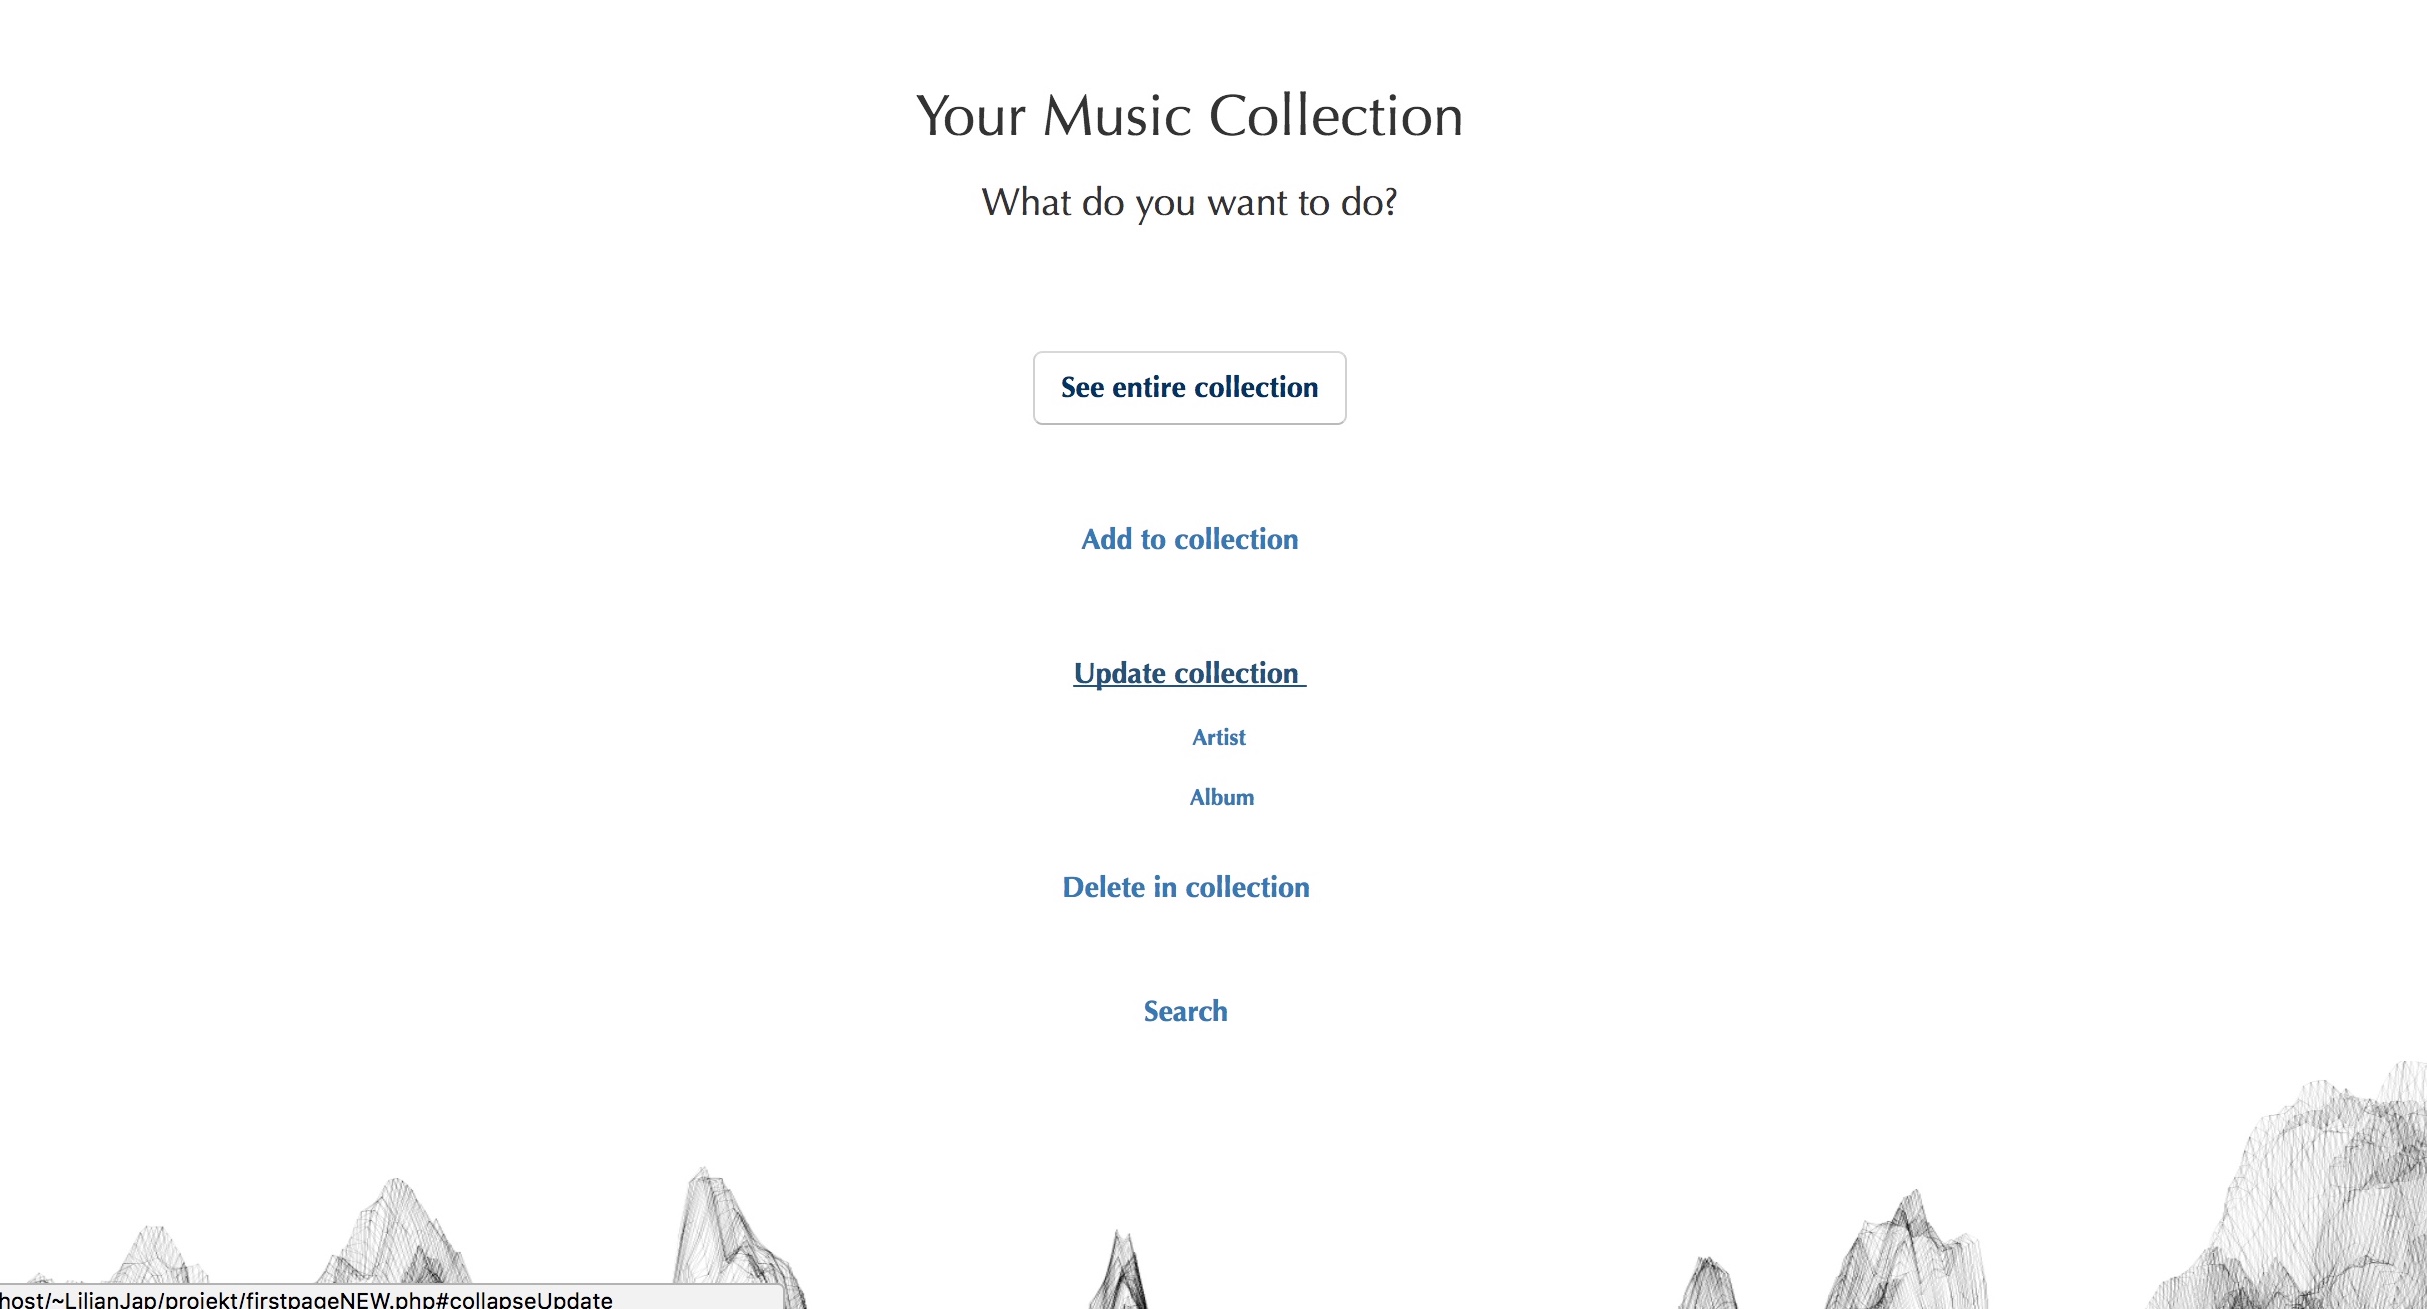 Your Music Collection
What do you want to do?
See entire collection
Add to collection
Update collection
Artist
Album
Delete in collection
Search
host/~LilianJap/projekt/firstpageNEW.php#collapseUpdate